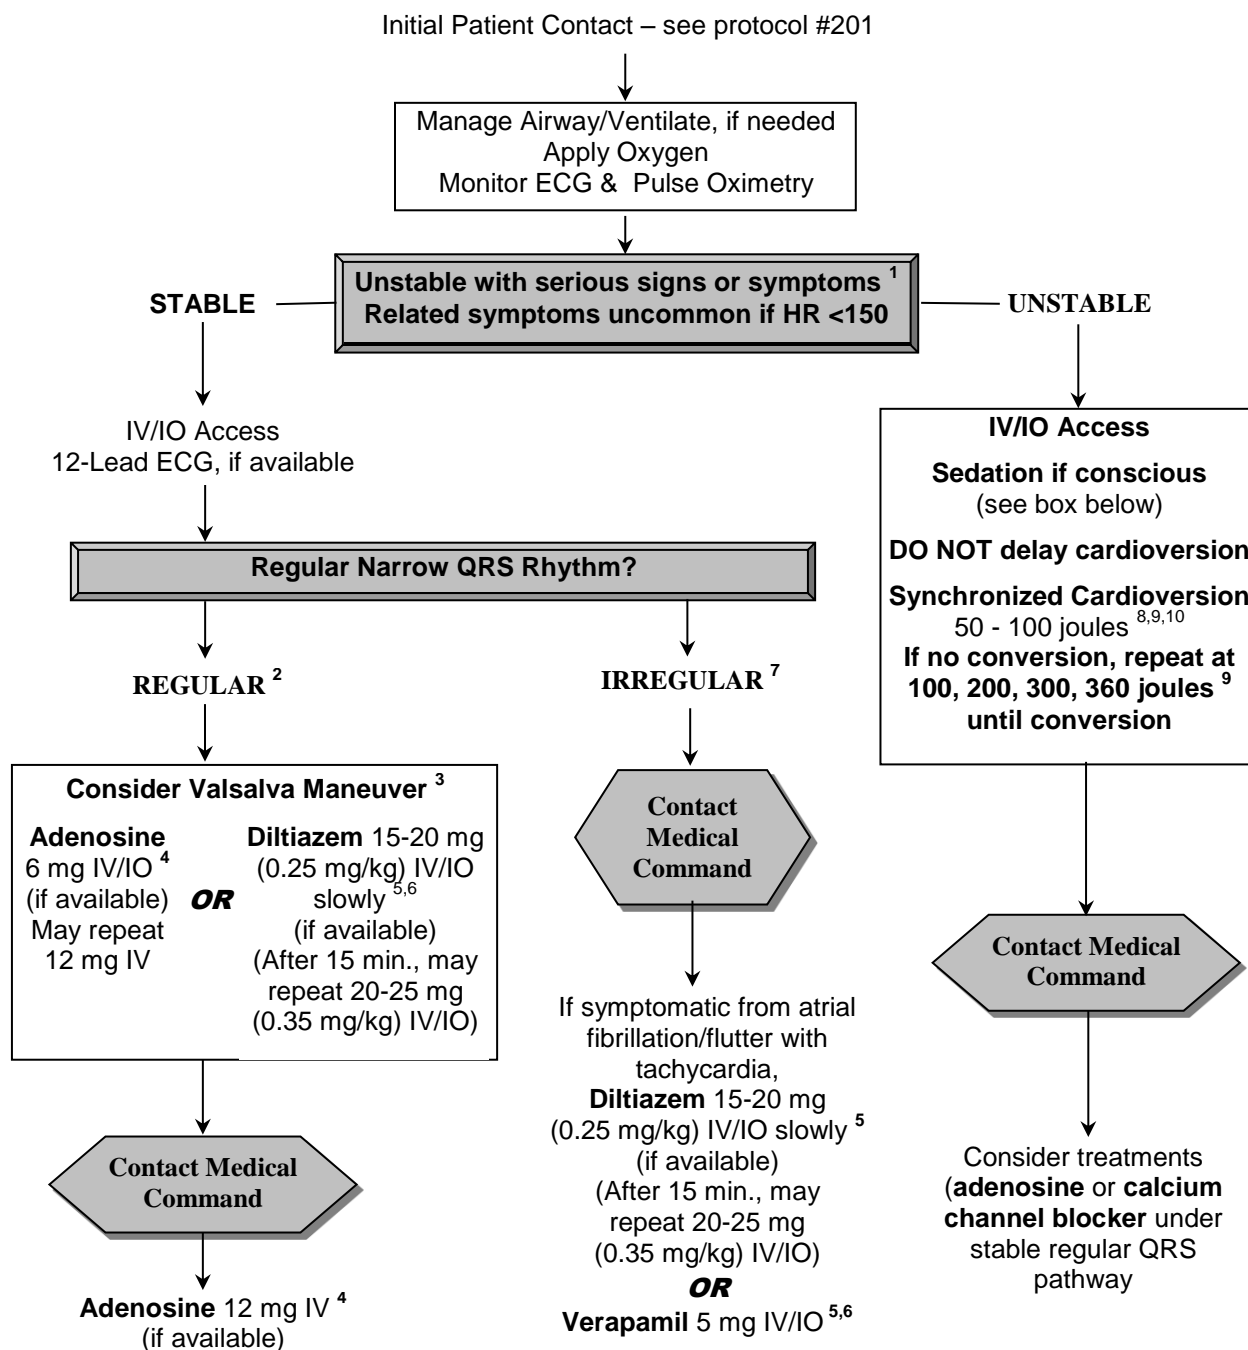 Initial Patient Contact – see protocol #201
Manage Airway/Ventilate, if needed
Apply Oxygen
Monitor ECG & Pulse Oximetry
Unstable with serious signs or symptoms 1
Related symptoms uncommon if HR <150
STABLE
UNSTABLE
IV/IO Access
12-Lead ECG, if available
Regular Narrow QRS Rhythm?
REGULAR 2
IRREGULAR 7
Consider Valsalva Maneuver 3
Adenosine
6 mg IV/IO 4
(if available)
May repeat
12 mg IV
OR
Diltiazem 15-20 mg
(0.25 mg/kg) IV/IO
slowly 5,6
(if available)
(After 15 min., may
repeat 20-25 mg
(0.35 mg/kg) IV/IO)
Contact Medical
Command
Adenosine 12 mg IV 4
(if available)
Contact
Medical
Command
If symptomatic from atrial
fibrillation/flutter with
tachycardia,
Diltiazem 15-20 mg
(0.25 mg/kg) IV/IO slowly 5
(if available)
(After 15 min., may
repeat 20-25 mg
(0.35 mg/kg) IV/IO)
OR
Verapamil 5 mg IV/IO 5,6
IV/IO Access
Sedation if conscious
(see box below)
DO NOT delay cardioversion
Synchronized Cardioversion
50 - 100 joules 8,9,10
If no conversion, repeat at
100, 200, 300, 360 joules 9
until conversion
Contact Medical
Command
Consider treatments
(adenosine or calcium
channel blocker under
stable regular QRS
pathway